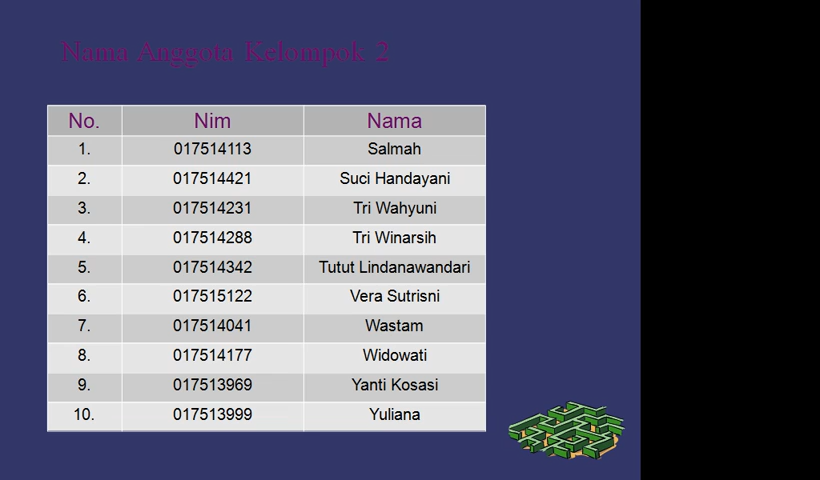 Nama Anggota Kelompok 2
No. Nim Nama
1. 017514113 Salmah
2. 017514421 Suci Handayani
3. 017514231 Tri Wahyuni
4. 017514288 Tri Winarsih
5. 017514342 Tutut Lindanawandari
6. 017515122 Vera Sutrisni
7. 017514041 Wastam
8. 017514177 Widowati
9. 017513969 Yanti Kosasi
10. 017513999 Yuliana